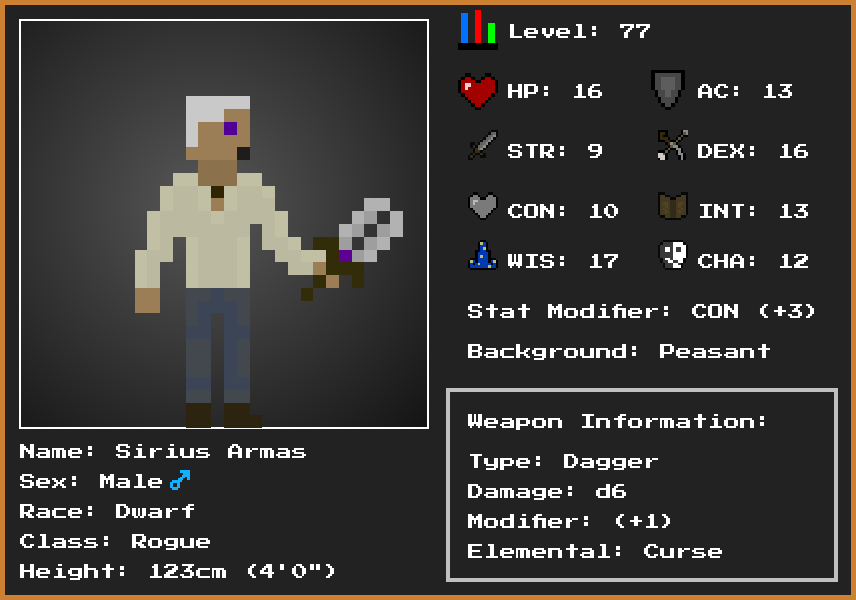 Level: 77
HP: 16 AC: 13
STR: 9 DEX: 16
CON: 10 INT: 13
WIS: 17 CHA: 12
Stat Modifier: CON (+3)
Background: Peasant
Weapon Information:
Type: Dagger
Damage: d6
Modifier: (+1)
Elemental: Curse
Name: Sirius Armas
Sex: Male♂
Race: Dwarf
Class: Rogue
Height: 123cm (4'0")